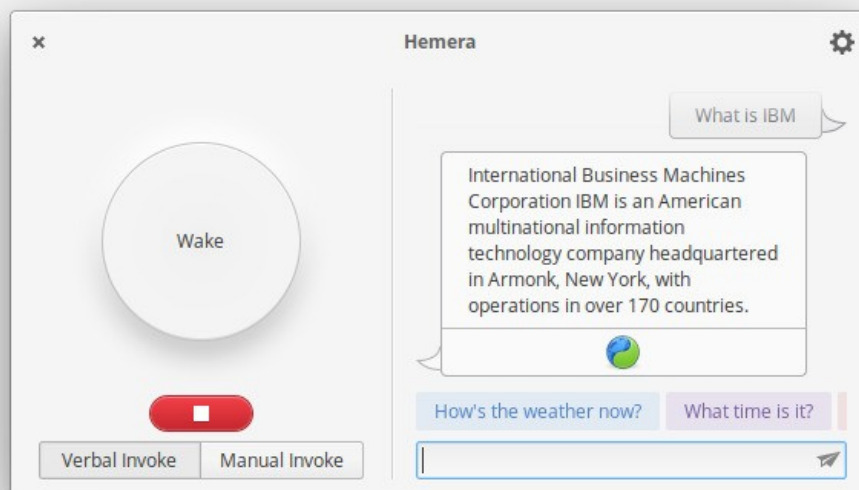 Hemera
Wake
Verbal Invoke
Manual Invoke
What is IBM
International Business Machines
Corporation IBM is an American
multinational information
technology company headquartered
in Armonk, New York, with
operations in over 170 countries.
How's the weather now?
What time is it?